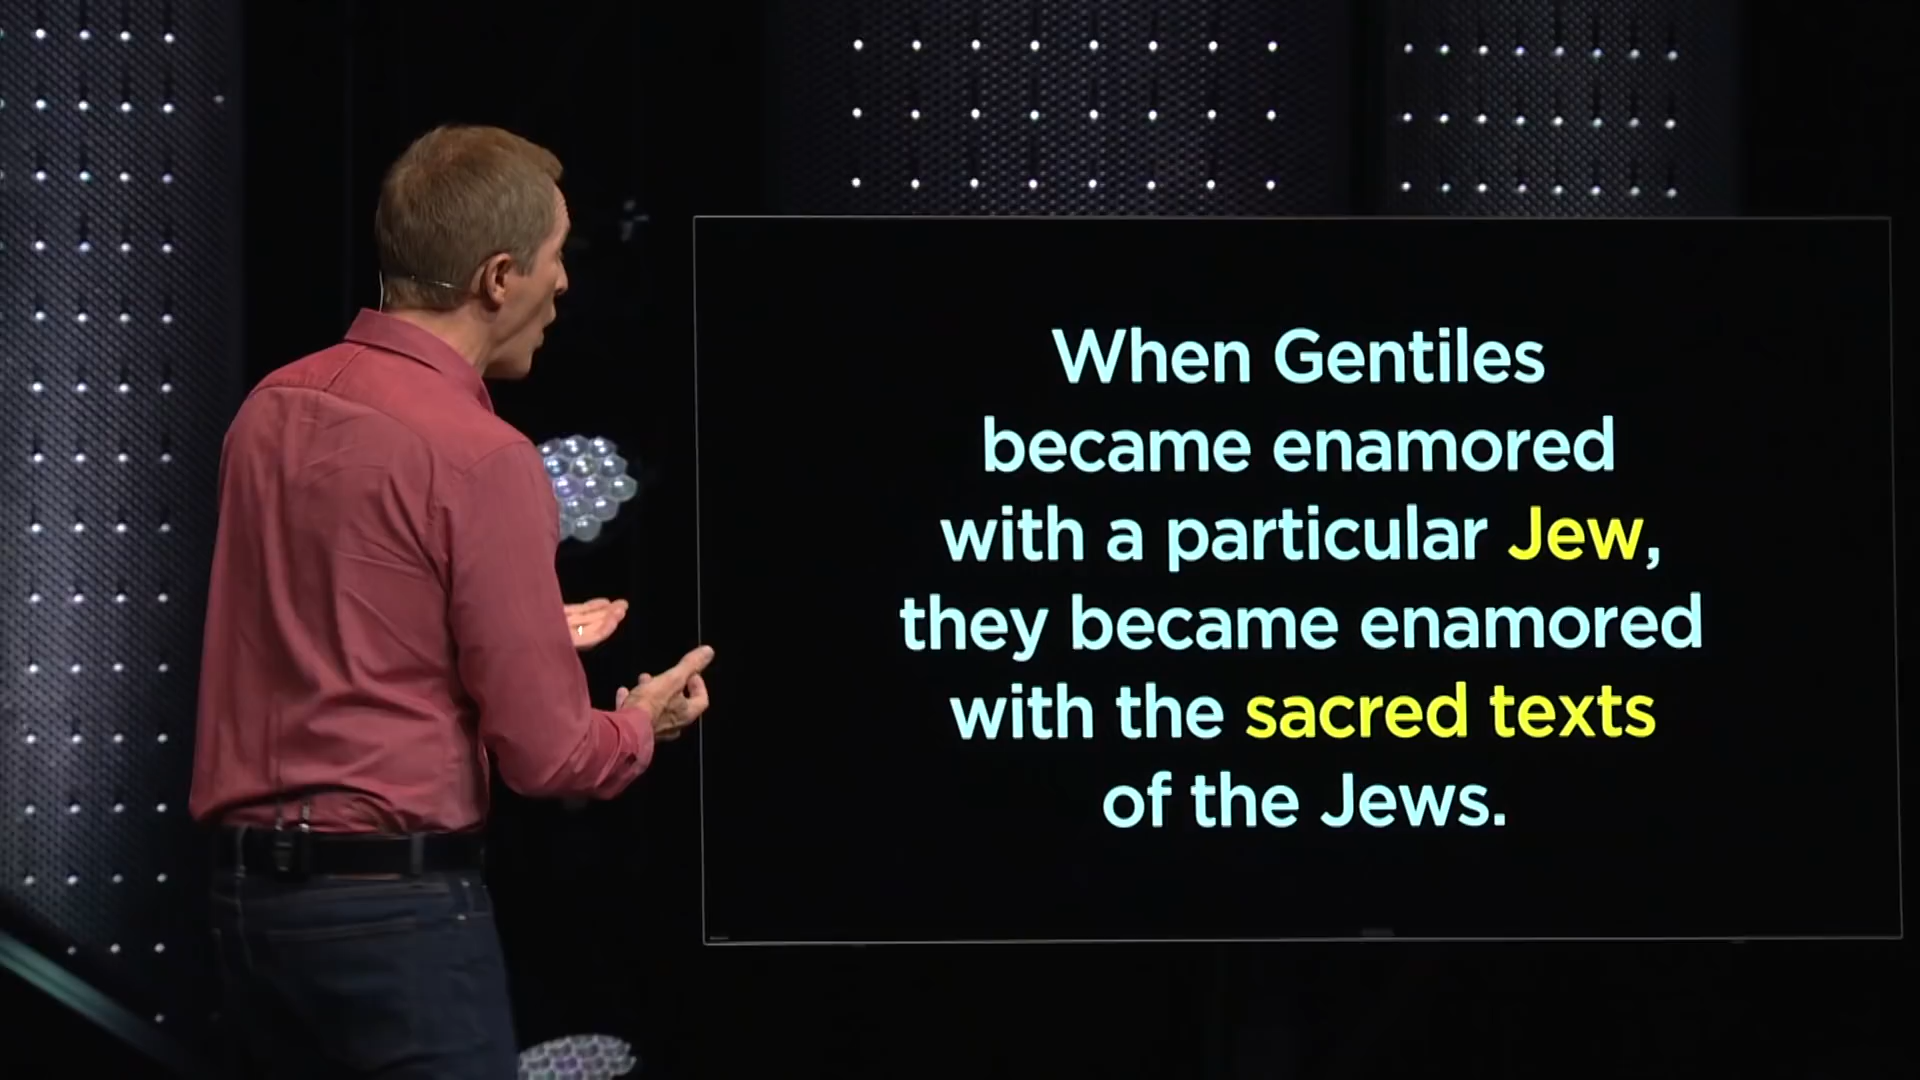 When Gentiles
became enamored
with a particular Jew,
they became enamored
with the sacred texts
of the Jews.